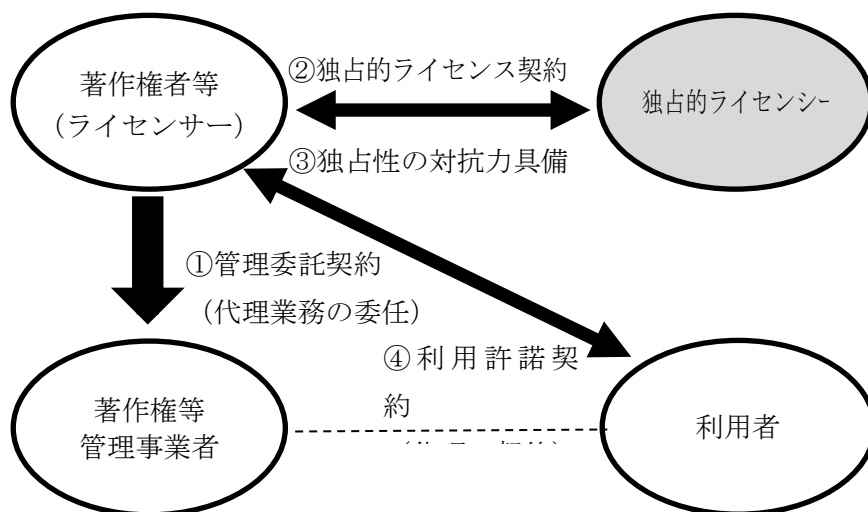 著作権者等
（ライセンサー）
②独占的ライセンス契約
③独占性の対抗力具備
独占的ライセンシー
①管理委託契約
（代理業務の委任）
④利用許諾契
約
著作権等
管理事業者
利用者